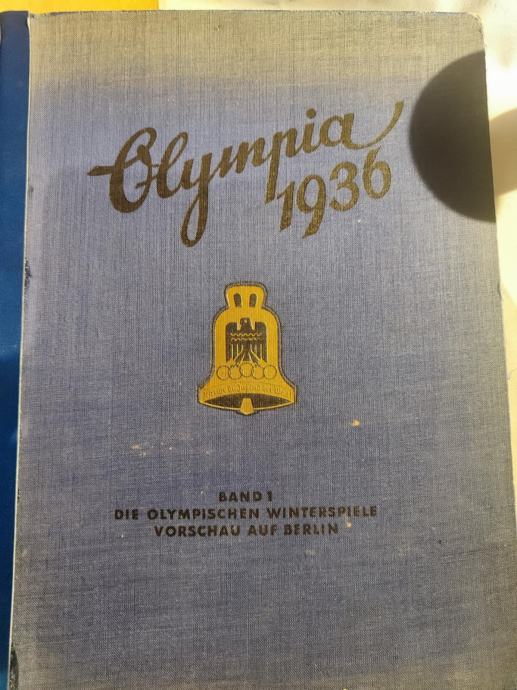 Olympia
1936
BAND 1
DIE OLYMPISCHEN WINTERSPIELE
VORSCHAU AUF BERLIN